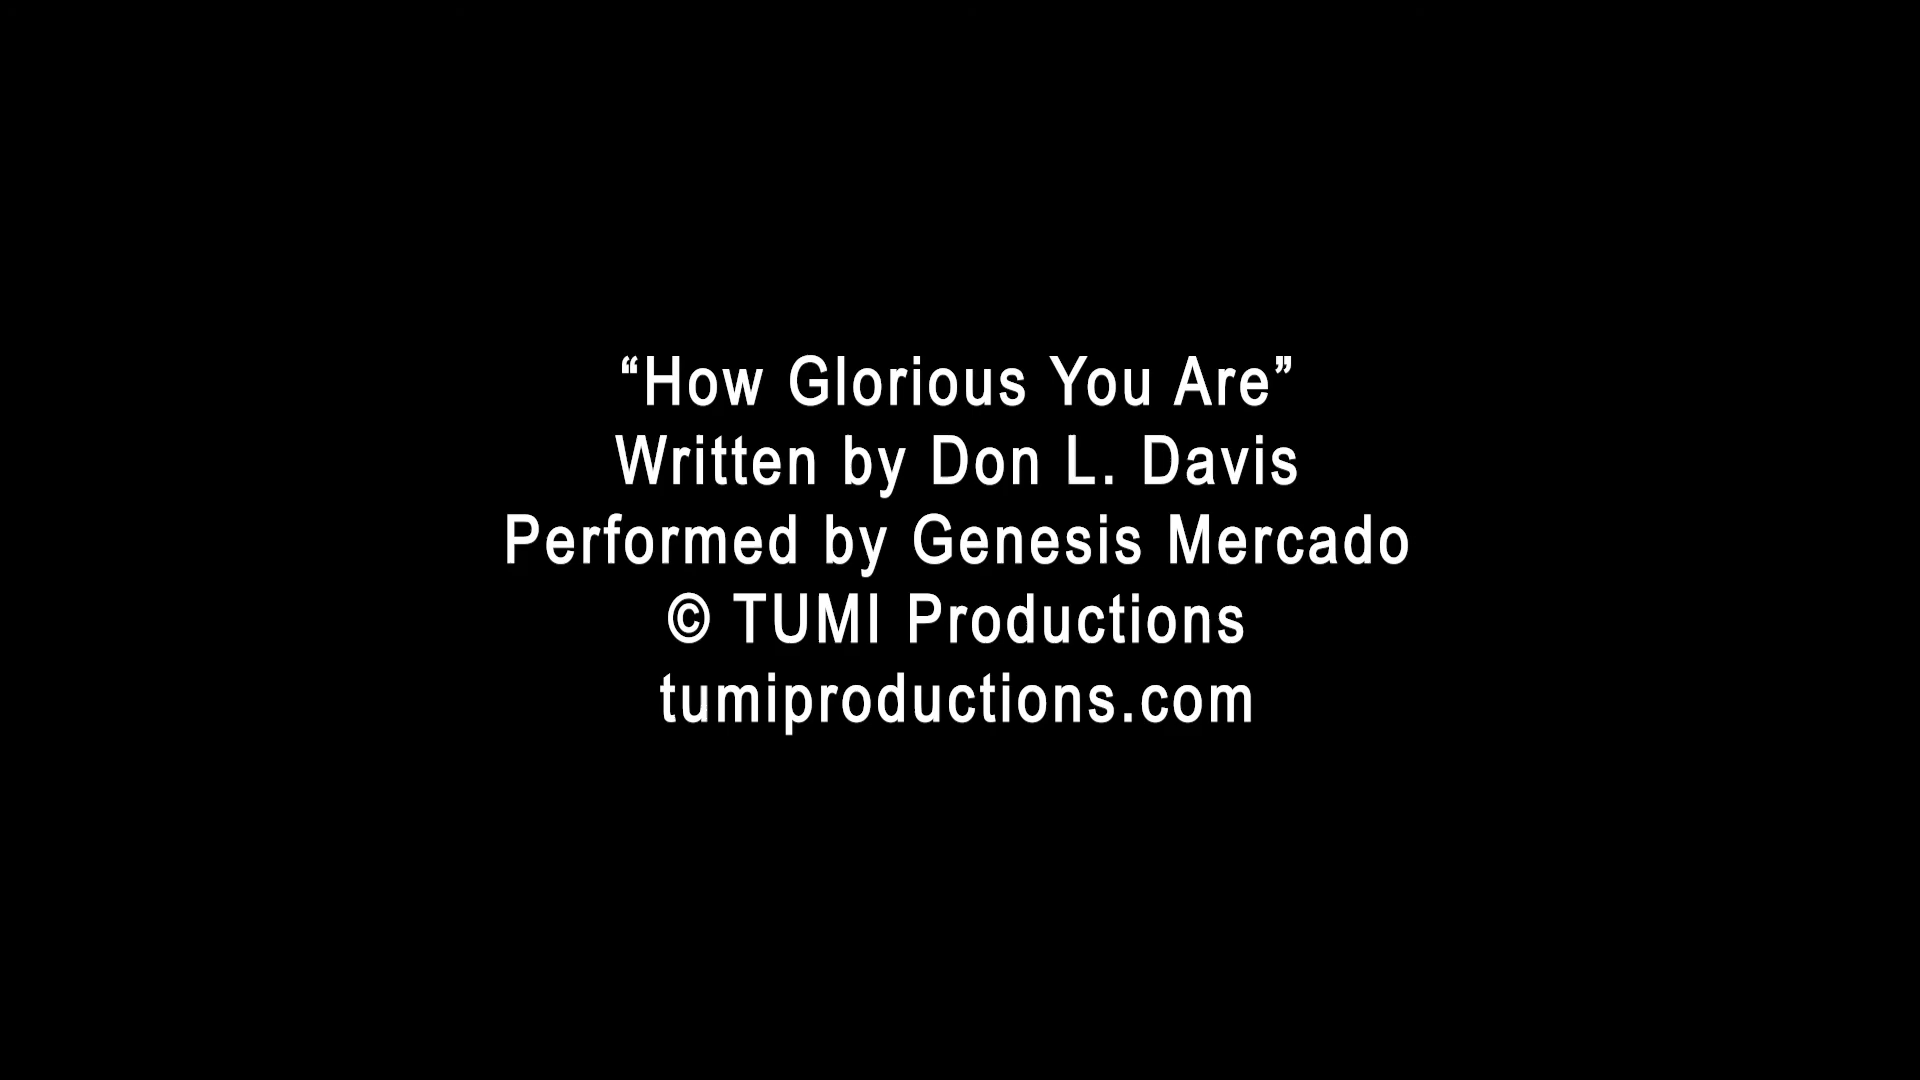 “How Glorious You Are”
Written by Don L. Davis
Performed by Genesis Mercado
© TUMI Productions
tumiproductions.com